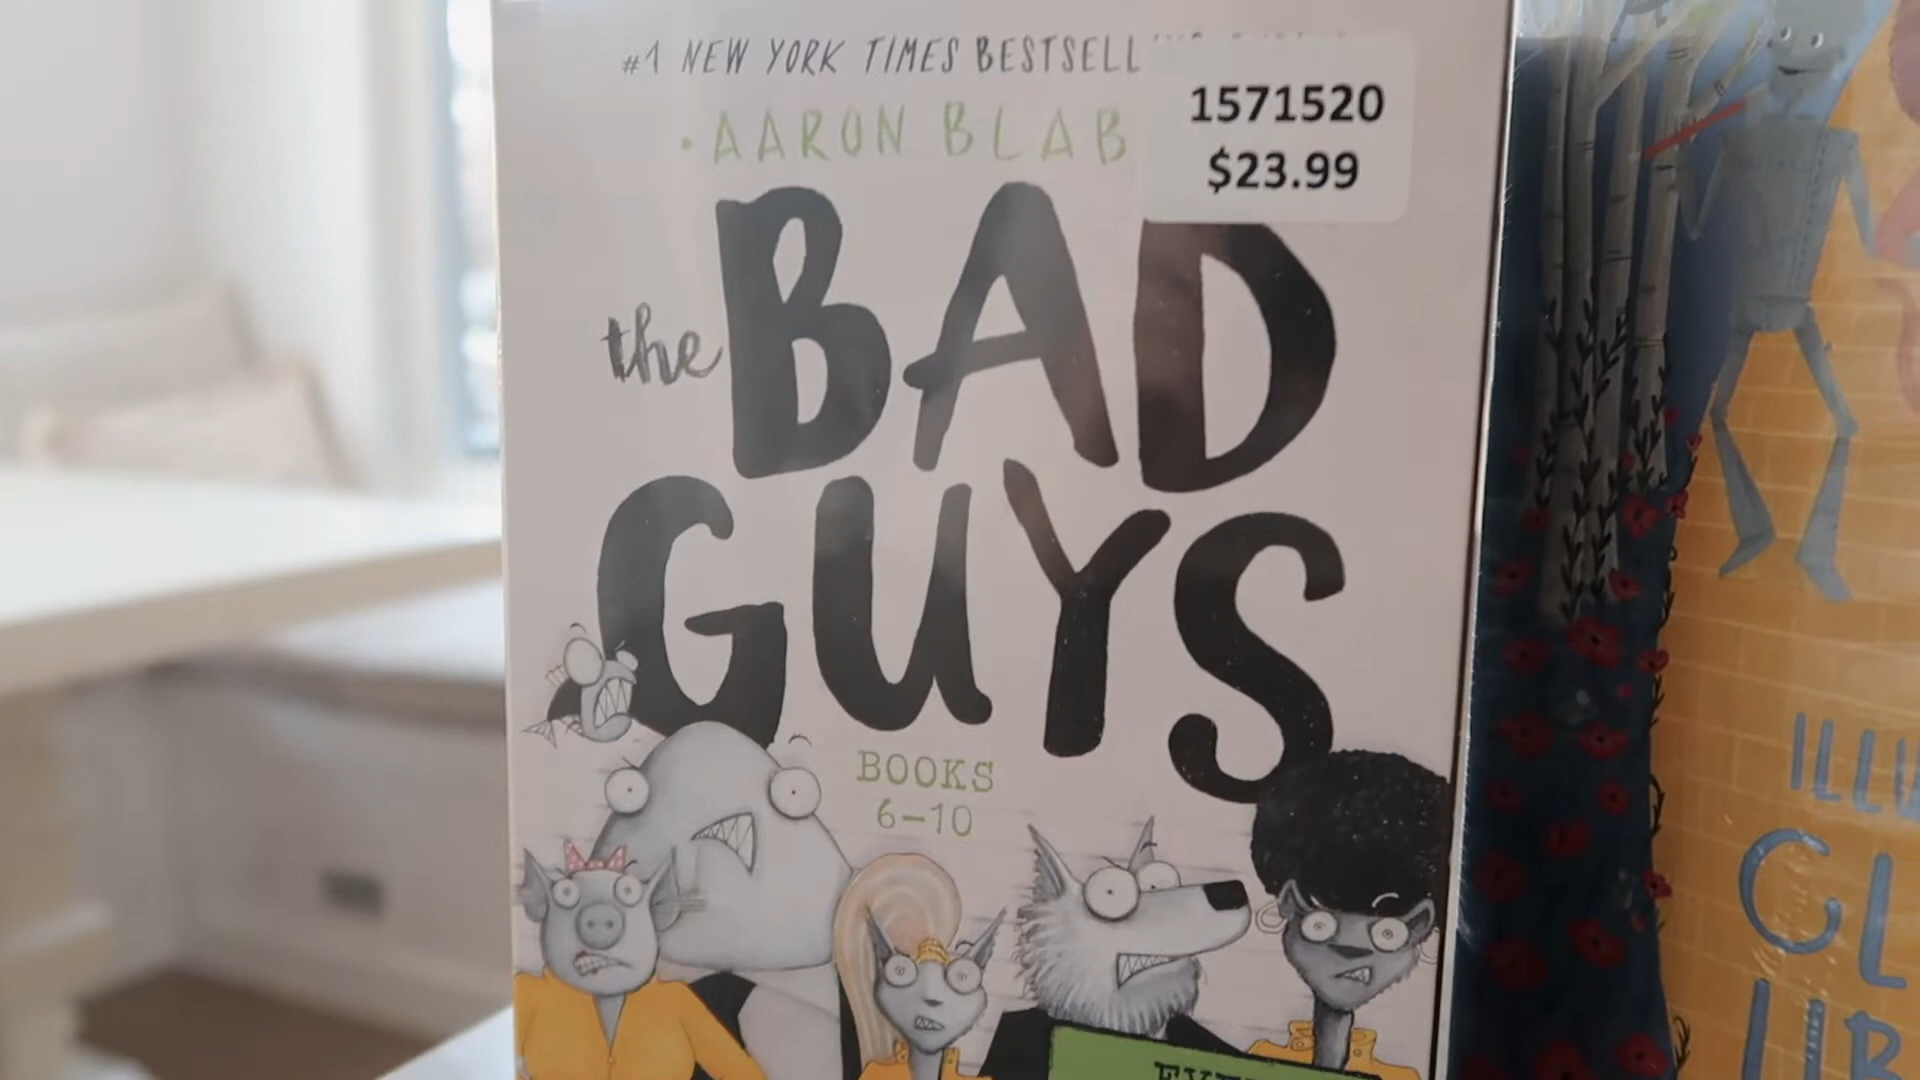 #1 NEW YORK TIMES BESTSELL
• AARON BLAB
1571520
$23.99
the BAD
GUYS
BOOKS
6-10